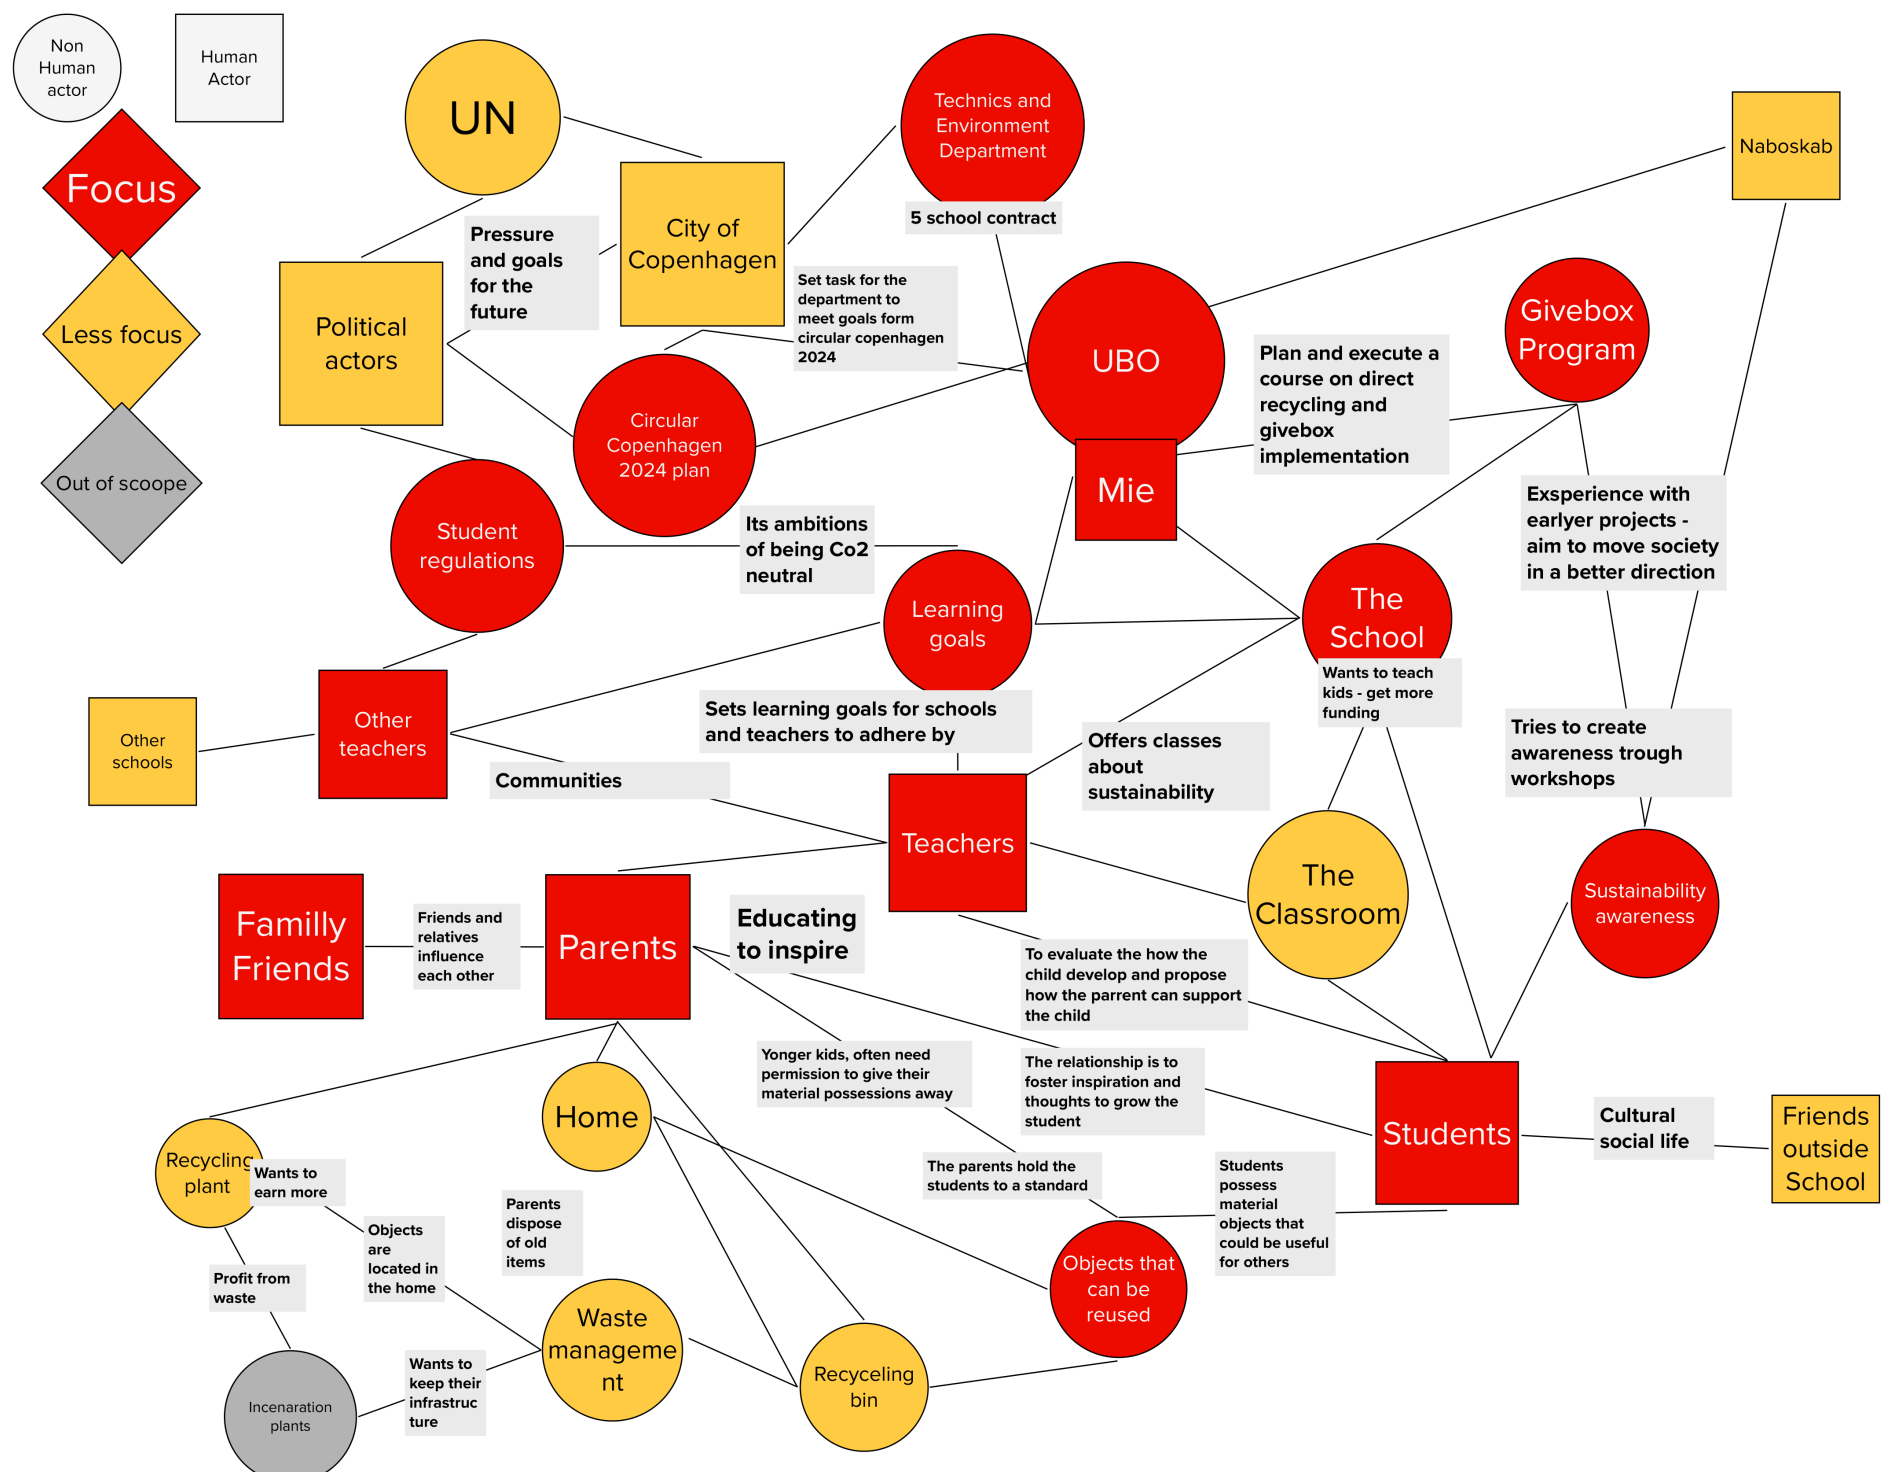 Non
Human
actor
Human
Actor
Focus
Less focus
Out of scoope
UN
City of
Copenhagen
Technics and
Environment
Department
5 school contract
Naboskab
Pressure
and goals
for the
future
Political
actors
Set task for the
department to
meet goals form
circular copenhagen
2024
UBO
Mie
Givebox
Program
Plan and execute a
course on direct
recycling and
givebox
implementation
Circular
Copenhagen
2024 plan
Student
regulations
Its ambitions
of being Co2
neutral
Exsperience with
earlyer projects -
aim to move society
in a better direction
Learning
goals
The
School
Wants to teach
kids - get more
funding
Other
schools
Other
teachers
Sets learning goals for schools
and teachers to adhere by
Communities
Offers classes
about
sustainability
Tries to create
awareness trough
workshops
Teachers
The
Classroom
Sustainability
awareness
Familly
Friends
Friends and
relatives
influence
each other
Parents
Educating
to inspire
To evaluate the how the
child develop and propose
how the parrent can support
the child
Yonger kids, often need
permission to give their
material possessions away
The relationship is to
foster inspiration and
thoughts to grow the
student
Students
Cultural
social life
Friends
outside
School
Home
Recycling
plant
Wants to
earn more
The parents hold the
students to a standard
Students
possess
material
objects that
could be useful
for others
Parents
dispose
of old
items
Objects
are
located in
the home
Profit from
waste
Objects that
can be
reused
Waste
manageme
nt
Recyceling
bin
Wants to
keep their
infrastruc
ture
Incenaration
plants